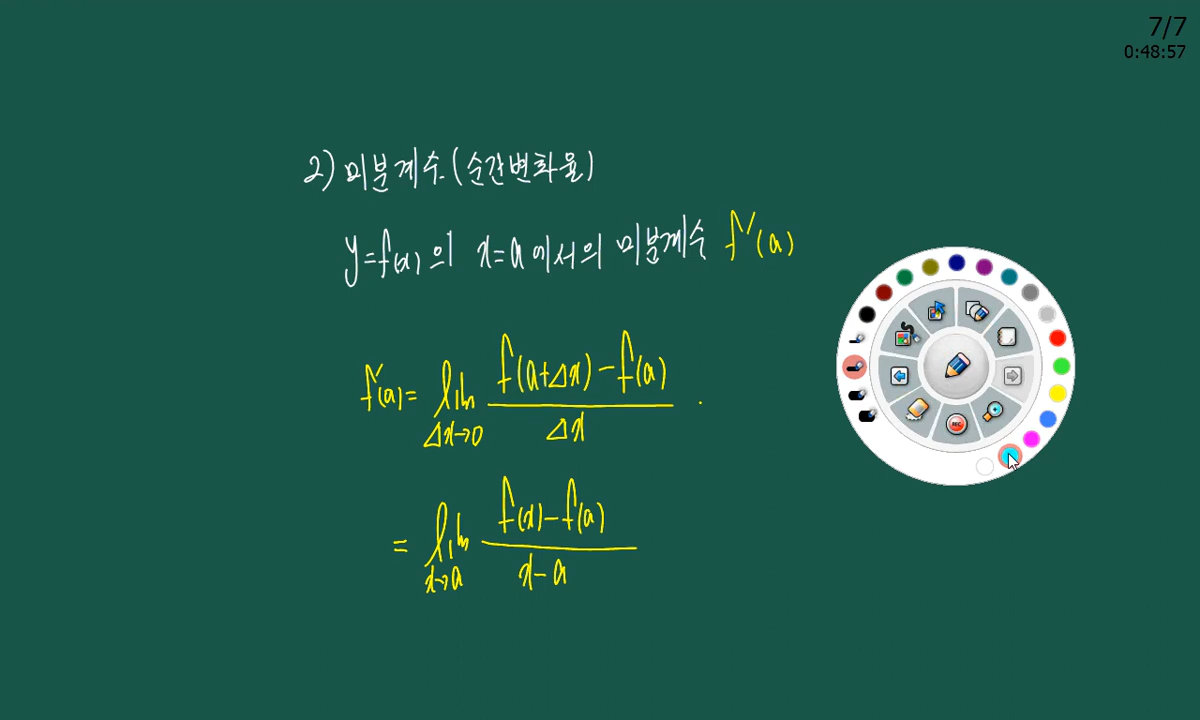 7/7
0:48:57
2) 미분계수. (순간변화율)
y=f(x)의 x=a에서의 미분계수 f'(a)
f'(a)= lim Δx→0 f(a+Δx)-f(a) / Δx .
= lim x→a f(x)-f(a) / x-a
REC